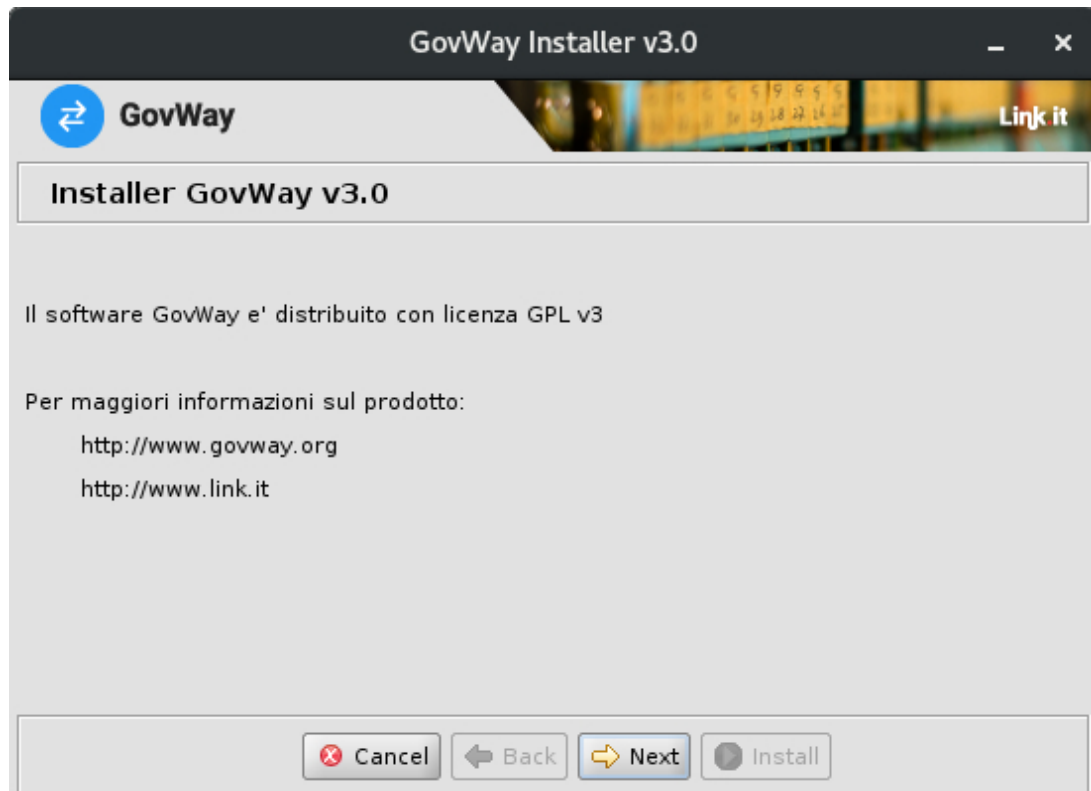 GovWay Installer v3.0
GovWay
Link it
Installer GovWay v3.0
Il software GovWay e' distribuito con licenza GPL v3
Per maggiori informazioni sul prodotto:
http://www.govway.org
http://www.link.it
Cancel
Back
Next
Install